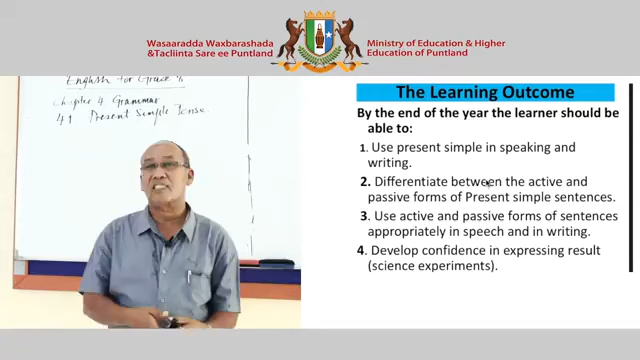 Wasaaradda Waxbarashada
&Tacliinta Sare ee Puntland
Ministry of Education & Higher
Education of Puntland
English for Grade
Chapter 4 Grammar
4.1 Present Simple Tense.
The Learning Outcome
By the end of the year the learner should be
able to:
1. Use present simple in speaking and
writing.
2. Differentiate between the active and
passive forms of Present simple sentences.
3. Use active and passive forms of sentences
appropriately in speech and in writing.
4. Develop confidence in expressing result
(science experiments).